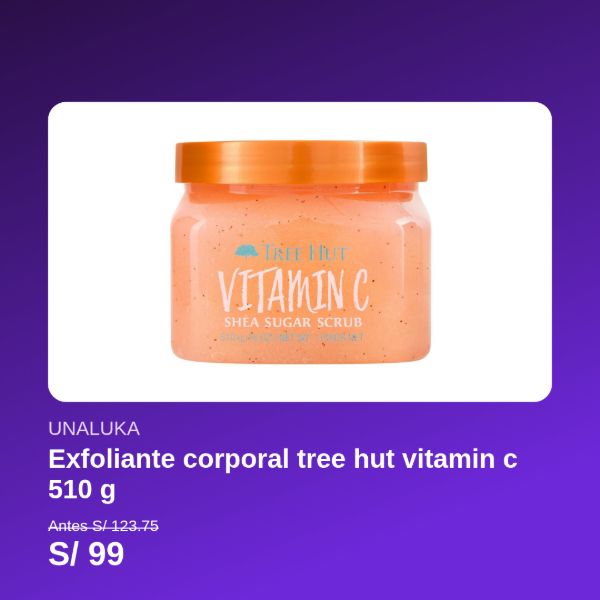 TREE HUT
VITAMIN C
SHEA SUGAR SCRUB
UNALUKA
Exfoliante corporal tree hut vitamin c
510 g
Antes S/ 123.75
S/ 99